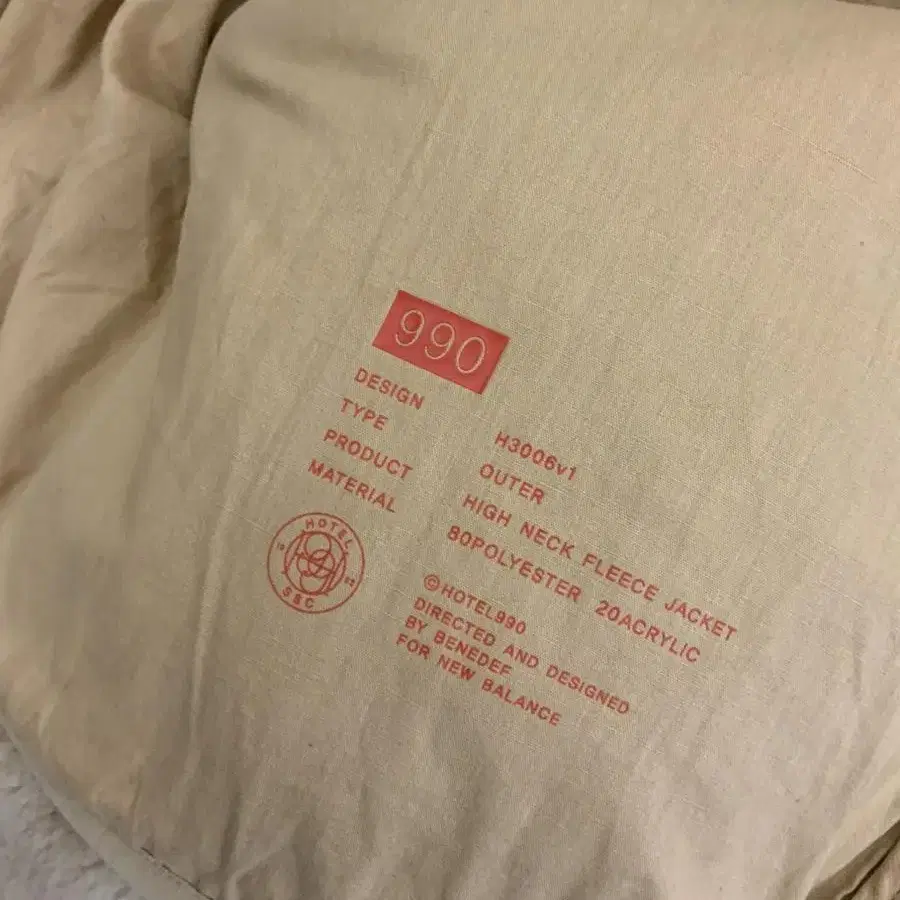 990
DESIGN H3006v1
TYPE OUTER
PRODUCT HIGH NECK FLEECE JACKET
MATERIAL 80POLYESTER 20ACRYLIC
HOTEL
SBC
©HOTEL990
DIRECTED AND DESIGNED
BY BENEDEF
FOR NEW BALANCE